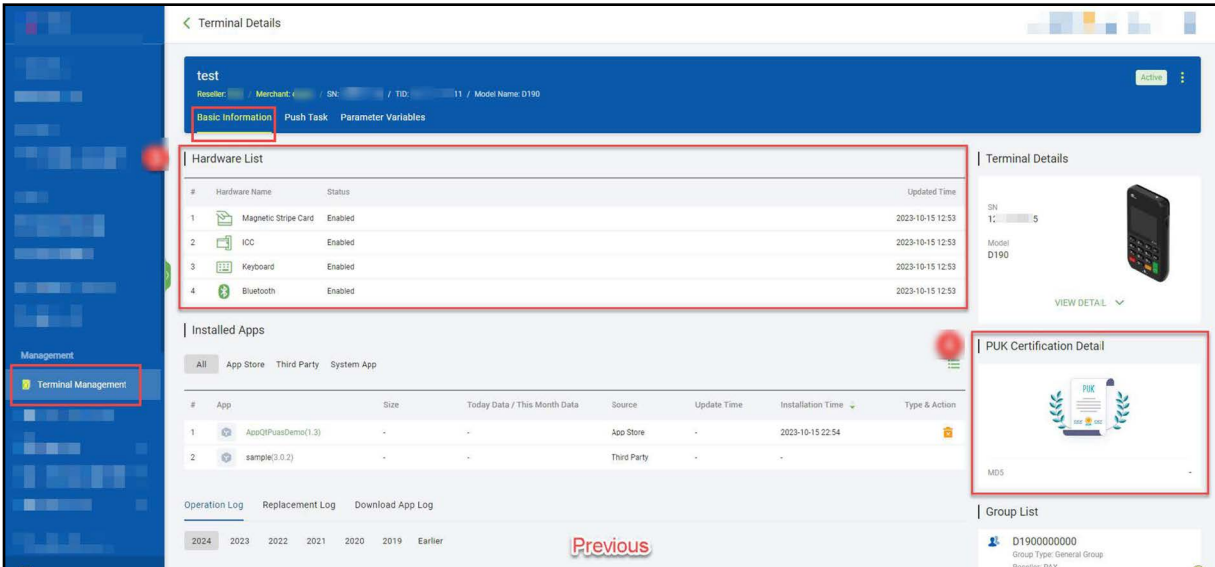 Terminal Details
test
Active
Reseller: / Merchant: / SN: / TID: 11 / Model Name: D190
Basic Information Push Task Parameter Variables
Hardware List
# Hardware Name Status Updated Time
1 Magnetic Stripe Card Enabled 2023-10-15 12:53
2 ICC Enabled 2023-10-15 12:53
3 Keyboard Enabled 2023-10-15 12:53
4 Bluetooth Enabled 2023-10-15 12:53
Installed Apps
All App Store Third Party System App
# App Size Today Data / This Month Data Source Update Time Installation Time Type & Action
1 AppQtPuasDemo(1.3) - - App Store - 2023-10-15 22:54
2 sample(3.0.2) - - Third Party - -
Operation Log Replacement Log Download App Log
2024 2023 2022 2021 2020 2019 Earlier
Previous
Terminal Details
SN
5
Model
D190
VIEW DETAIL
PUK Certification Detail
PUK
MD5 -
Group List
D1900000000
Group Type: General Group
Management
Terminal Management